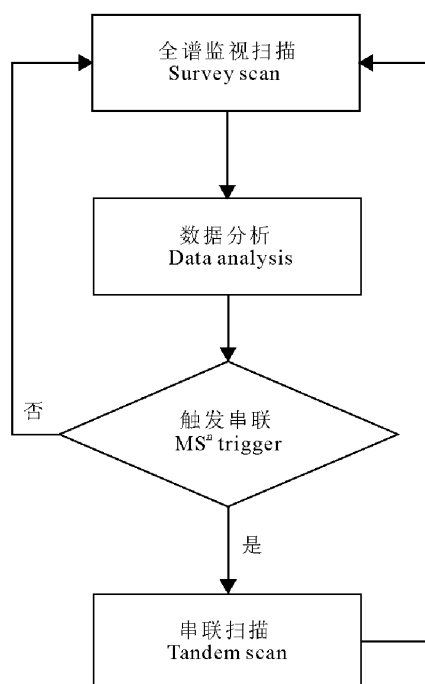 全谱监视扫描
Survey scan
数据分析
Data analysis
触发串联
MSⁿ trigger
否
是
串联扫描
Tandem scan